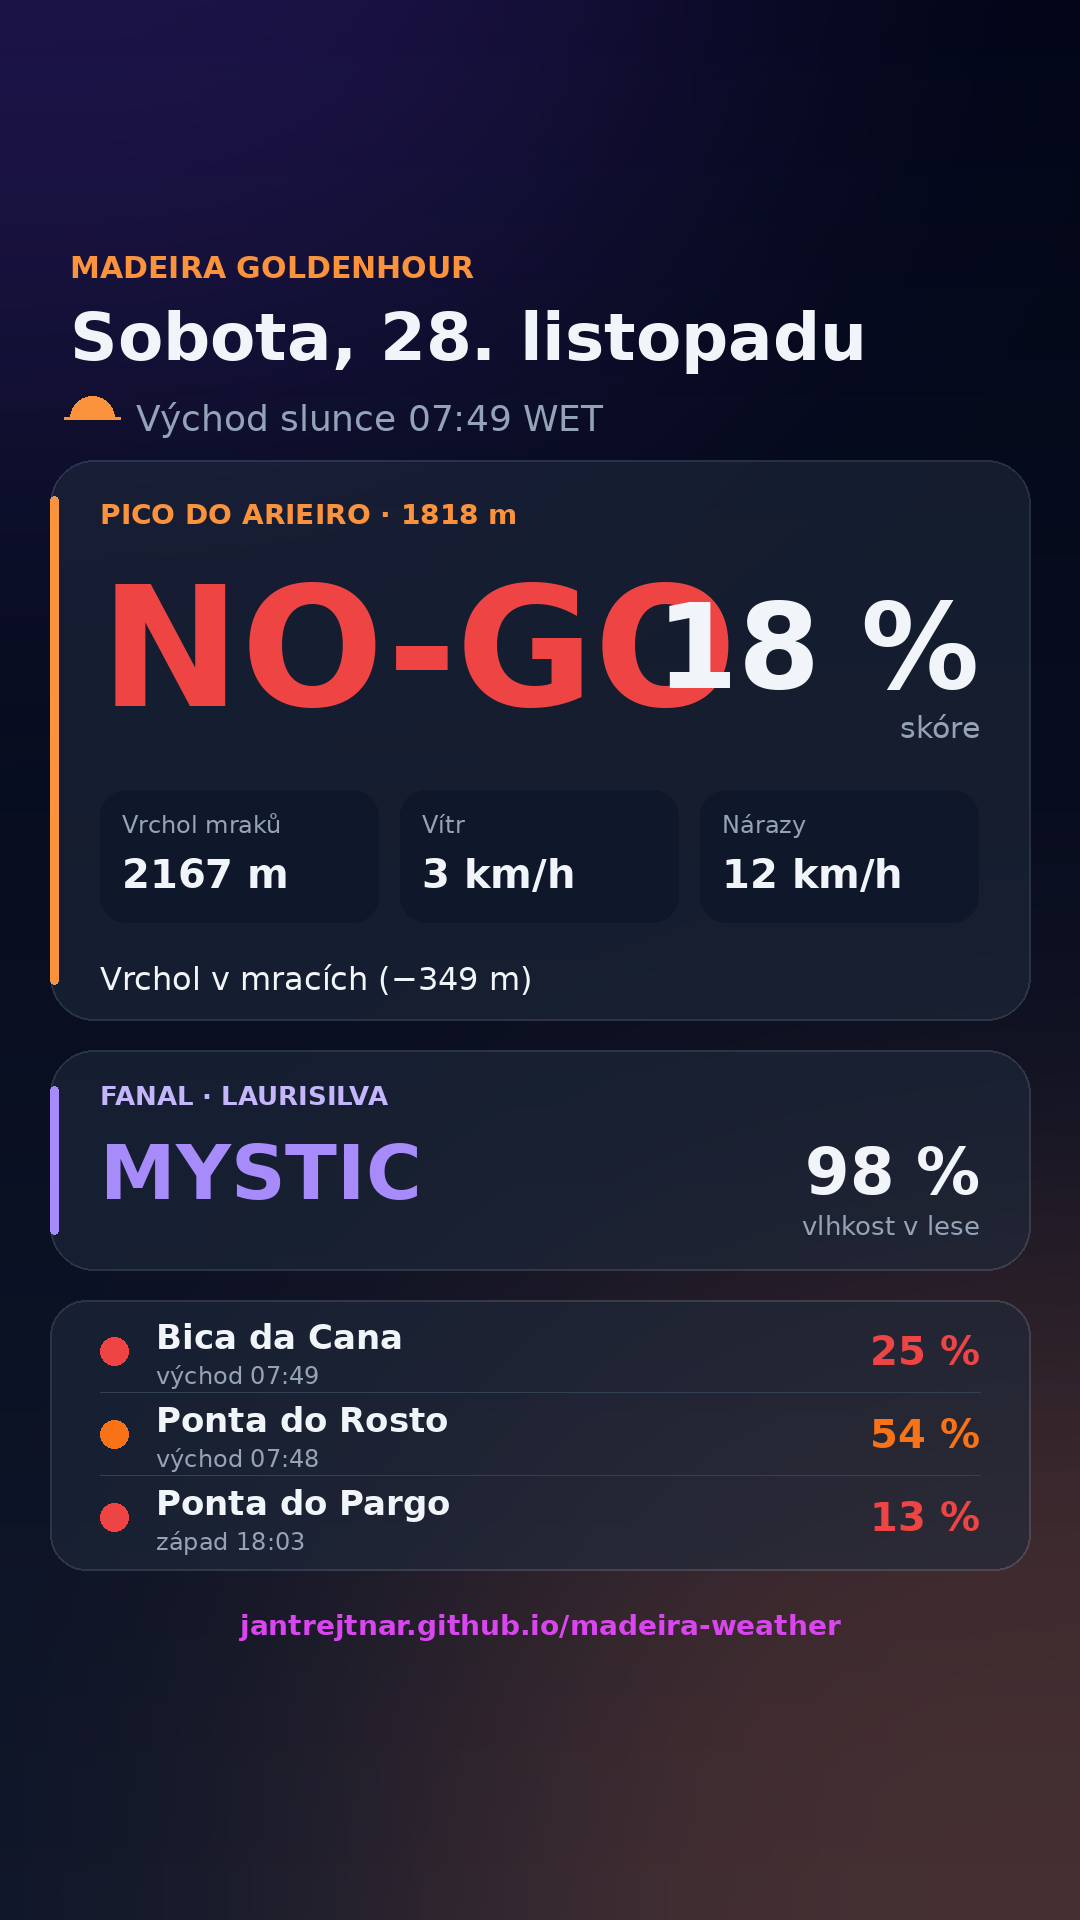 MADEIRA GOLDENHOUR
Sobota, 28. listopadu
Východ slunce 07:49 WET
PICO DO ARIEIRO · 1818 m
NO-GO 18 %
skóre
Vrchol mraků Vítr Nárazy
2167 m 3 km/h 12 km/h
Vrchol v mracích (−349 m)
FANAL · LAURISILVA
MYSTIC 98 %
vlhkost v lese
Bica da Cana 25 %
východ 07:49
Ponta do Rosto 54 %
východ 07:48
Ponta do Pargo 13 %
západ 18:03
jantrejtnar.github.io/madeira-weather